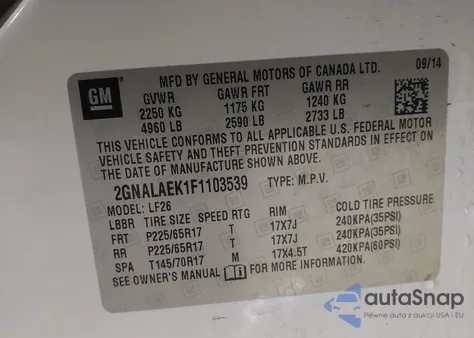 GM
MFD BY GENERAL MOTORS OF CANADA LTD. 09/14
GVWR GAWR FRT GAWR RR
2250 KG 1175 KG 1240 KG
4960 LB 2590 LB 2733 LB
THIS VEHICLE CONFORMS TO ALL APPLICABLE U.S. FEDERAL MOTOR
VEHICLE SAFETY AND THEFT PREVENTION STANDARDS IN EFFECT ON
THE DATE OF MANUFACTURE SHOWN ABOVE.
2GNALAEK1F1103539 TYPE: M.P.V.
MODEL: LF26
LBBR TIRE SIZE SPEED RTG RIM COLD TIRE PRESSURE
FRT P225/65R17 T 17X7J 240KPA(35PSI)
RR P225/65R17 T 17X7J 240KPA(35PSI)
SPA T145/70R17 M 17X4.5T 420KPA(60PSI)
SEE OWNER'S MANUAL FOR MORE INFORMATION.
autoSnap
Pewne auta z aukcji USA i EU